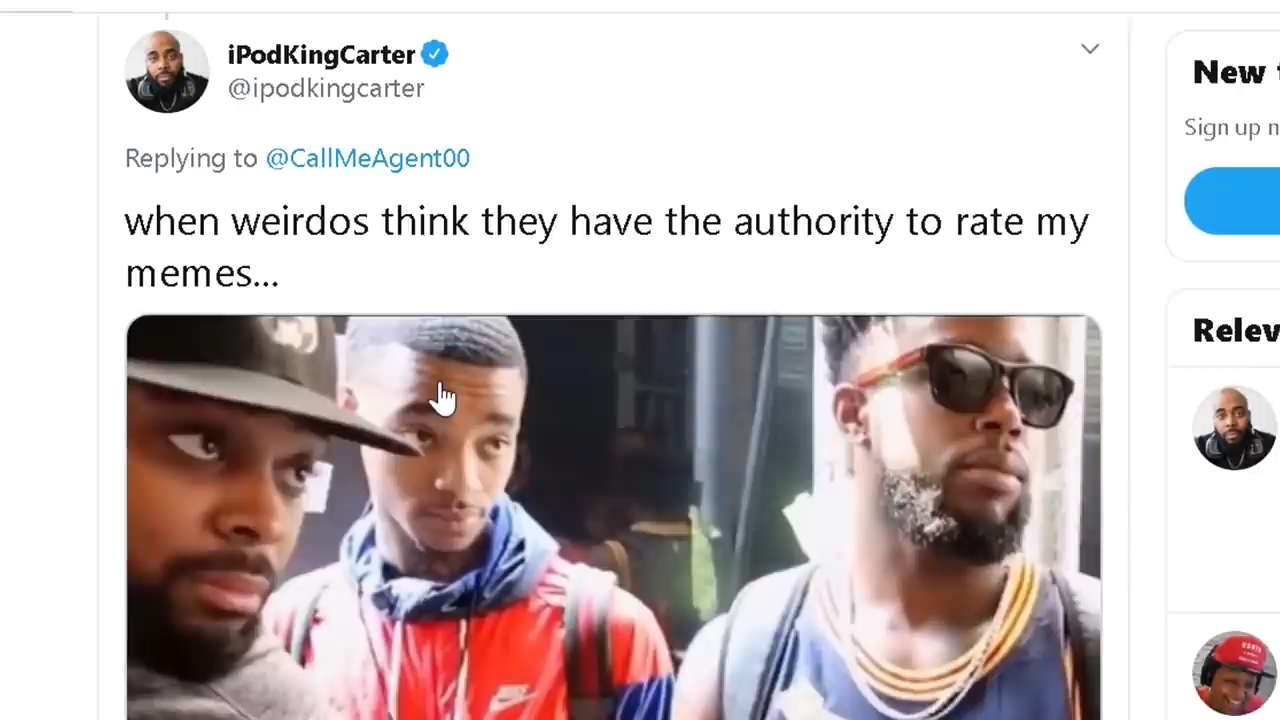 iPodKingCarter
@ipodkingcarter
Replying to @CallMeAgent00
when weirdos think they have the authority to rate my
memes...
New
Sign up
Relev